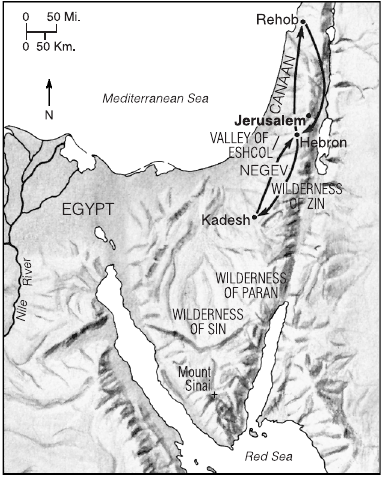 0 50 Mi.
0 50 Km.
N
Rehob
Mediterranean Sea
CANAAN
Jerusalem
VALLEY OF
ESHCOL
Hebron
NEGEV
WILDERNESS
OF ZIN
EGYPT
Kadesh
Nile River
WILDERNESS
OF PARAN
WILDERNESS
OF SIN
Mount
Sinai
Red Sea